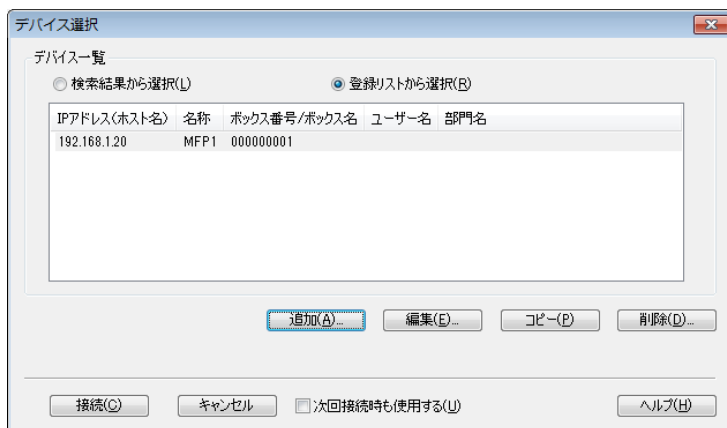 デバイス選択
デバイス一覧
検索結果から選択(L) 登録リストから選択(R)
IPアドレス(ホスト名) 名称 ボックス番号/ボックス名 ユーザー名 部門名
192.168.1.20 MFP1 000000001
追加(A)... 編集(E)... コピー(P) 削除(D)...
接続(C) キャンセル 次回接続時も使用する(U) ヘルプ(H)